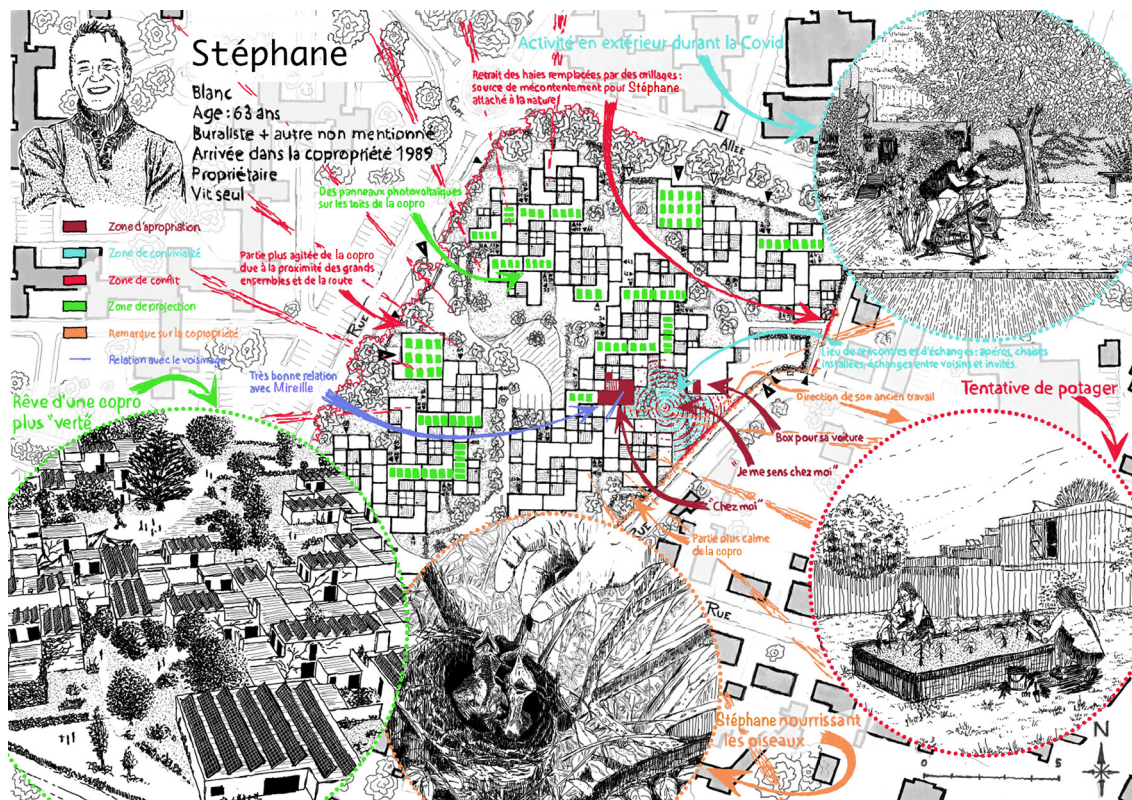 Stéphane
Blanc
Age : 63 ans
Buraliste + autre non mentionné
Arrivée dans la copropriété 1989
Propriétaire
Vit seul
Zone d'aproptiation
Zone de convivialité
Zone de conflit
Zone de projection
Remarque sur la coptopriété
Relation avec le voisinage
Activité en extérieur durant la Covid
Retrait des haies remplacées par des grillages :
source de mécontentement pour Stéphane
attaché à la nature
Allée
Des panneaux photovoltaïques
sur les toits de la copro
Partie plus agitée de la copro
due à la proximité des grands
ensembles et de la route
Rue
Très bonne relation
avec Mireille
Rêve d'une copro
plus "verte
Lieu de rencontres et d'échanges : apéros, chaises
installées, échanges entre voisins et invités.
Direction de son ancien travail
Tentative de potager
Box pour sa voiture
"Je me sens chez moi"
"Chez moi"
Partie plus calme
de la copro
Rue
Stéphane nourrissant
les oiseaux
N
0 5